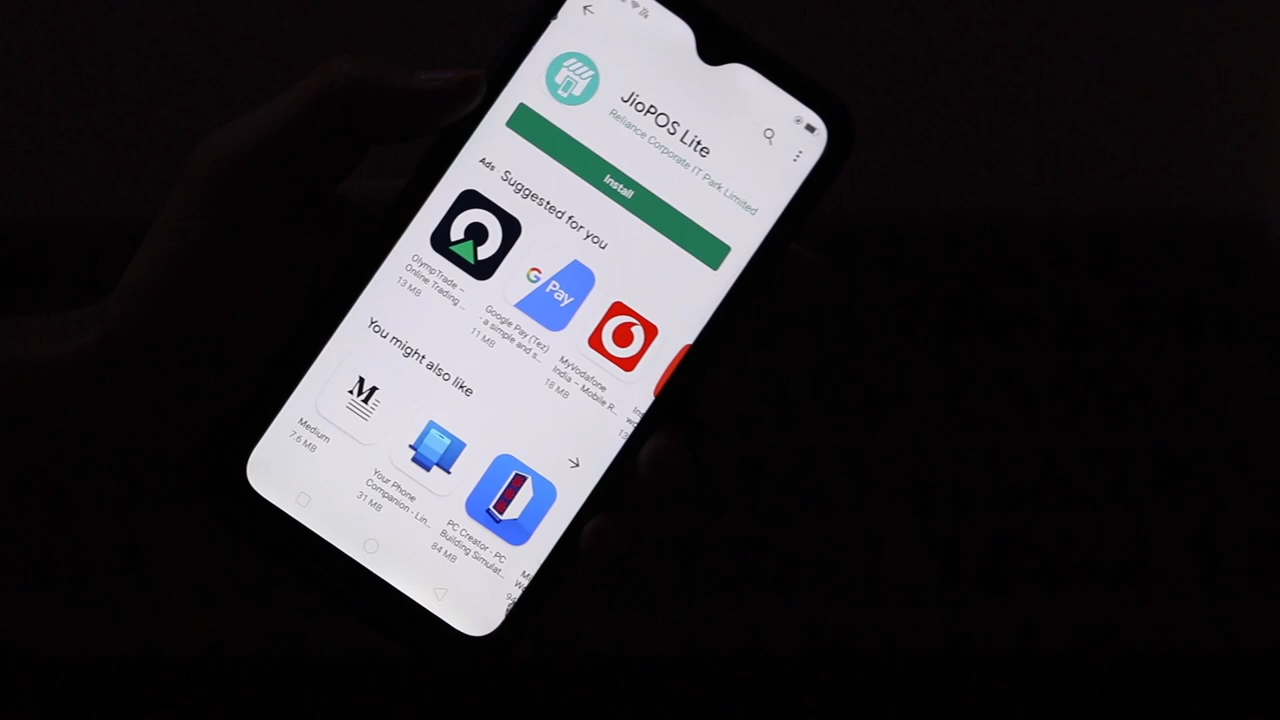 JioPOS Lite
Reliance Corporate IT Park Limited
Install
Ads · Suggested for you
OlympTrade –
Online Trading...
13 MB
G Pay
Google Pay (Tez)
- a simple and s...
11 MB
MyVodafone
India – Mobile R...
18 MB
You might also like
M
Medium
7.6 MB
Your Phone
Companion - Lin...
31 MB
PC Creator - PC
Building Simulat...
84 MB